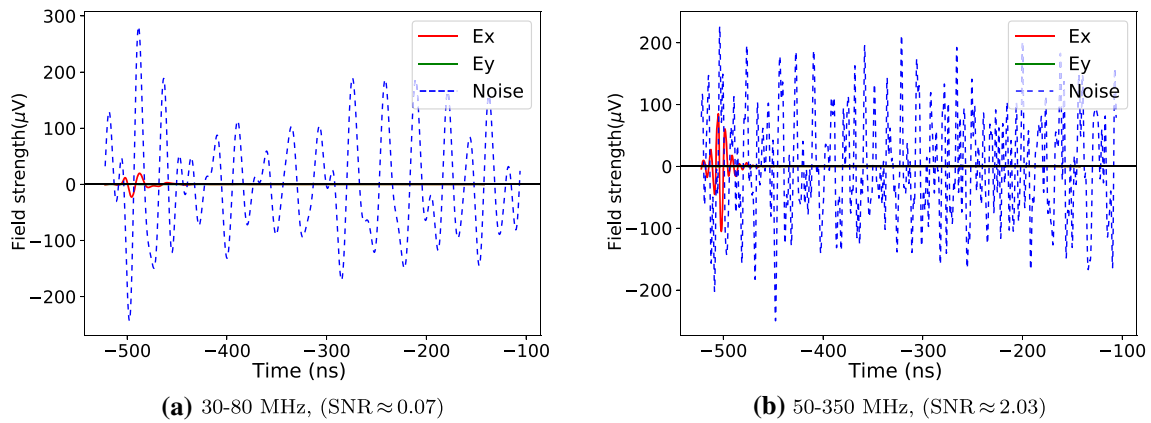 300
200
100
0
−100
−200
Field strength(μV)
−500
−400
−300
−200
−100
Time (ns)
Ex
Ey
Noise
(a) 30-80 MHz, (SNR≈0.07)
200
100
0
−100
−200
Field strength(μV)
−500
−400
−300
−200
−100
Time (ns)
Ex
Ey
Noise
(b) 50-350 MHz, (SNR≈2.03)